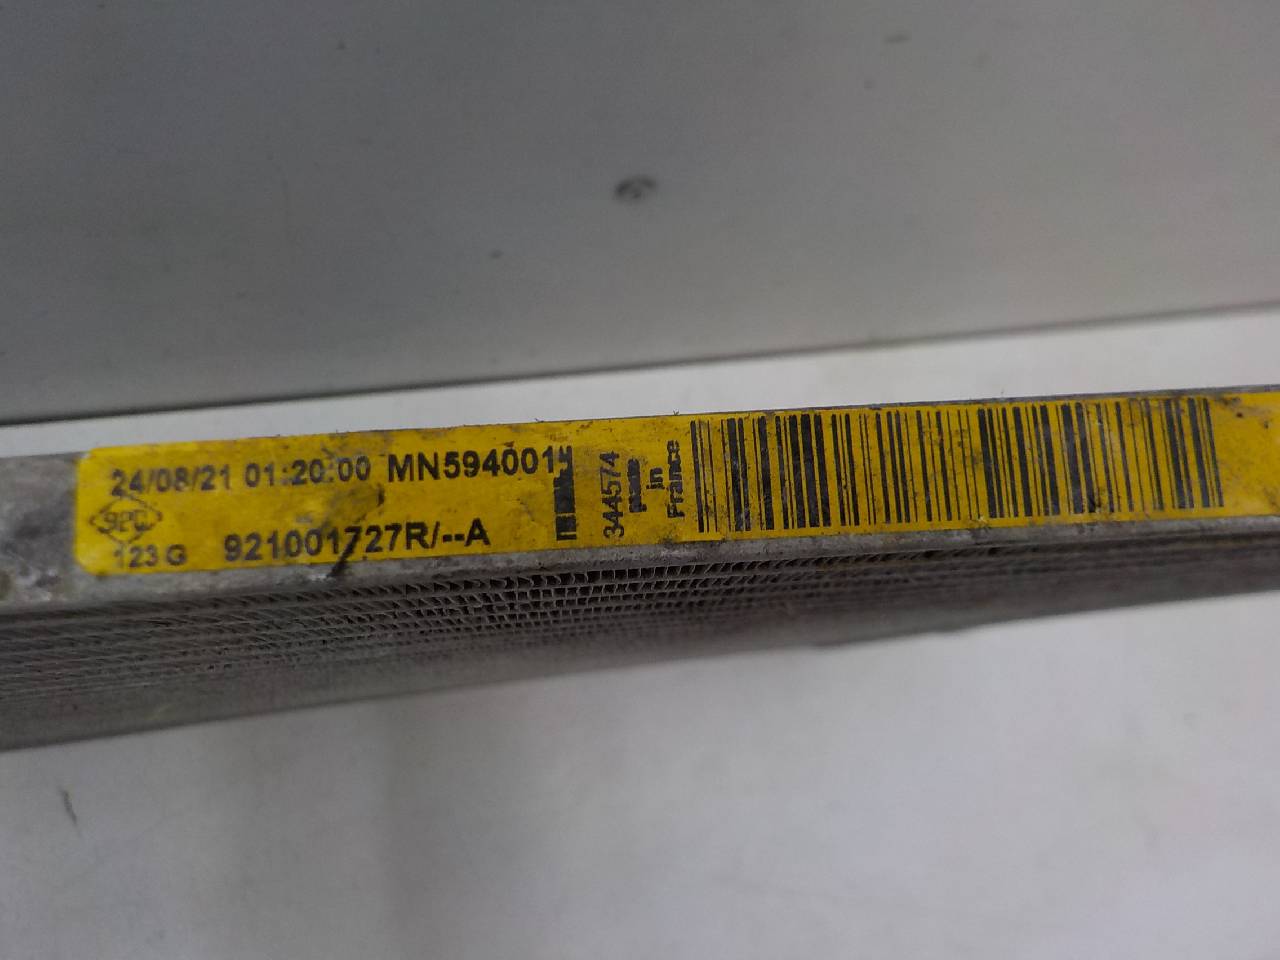 24/08/21 01:20:00 MN594001
123 G 921001727R/--A
344574
in
France